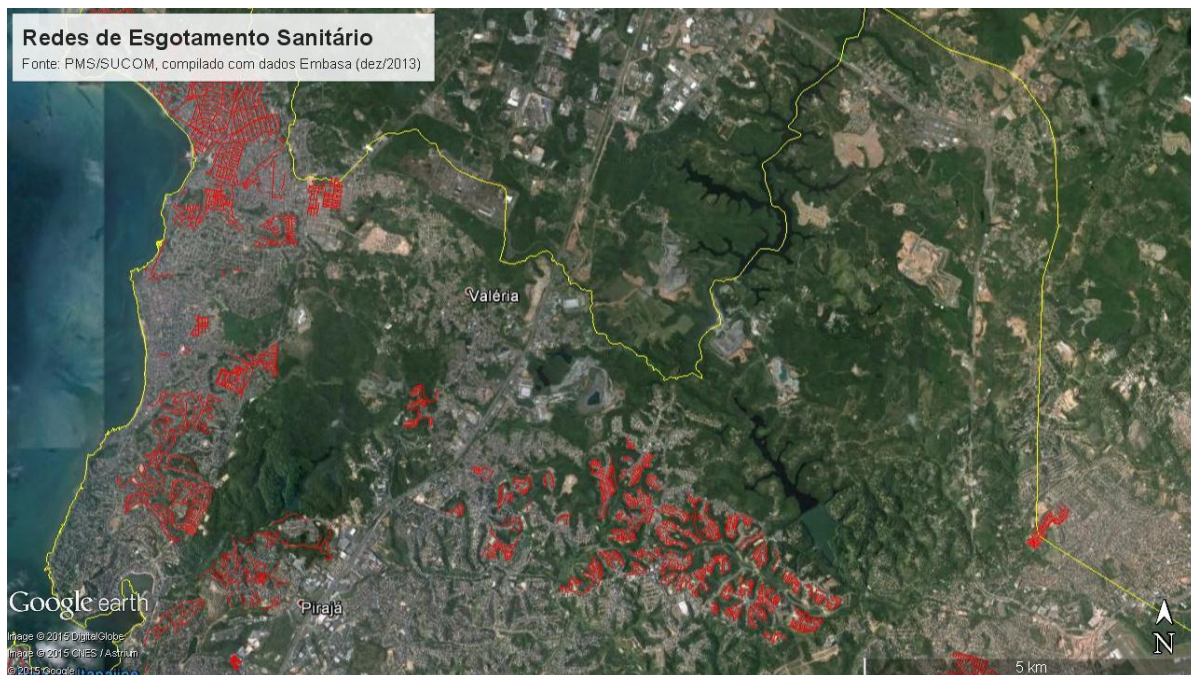 Redes de Esgotamento Sanitário
Fonte: PMS/SUCOM, compilado com dados Embasa (dez/2013)
Valéria
Pirajá
Google earth
Image © 2015 DigitalGlobe
Image © 2015 CNES / Astrium
© 2015 Google
N
5 km